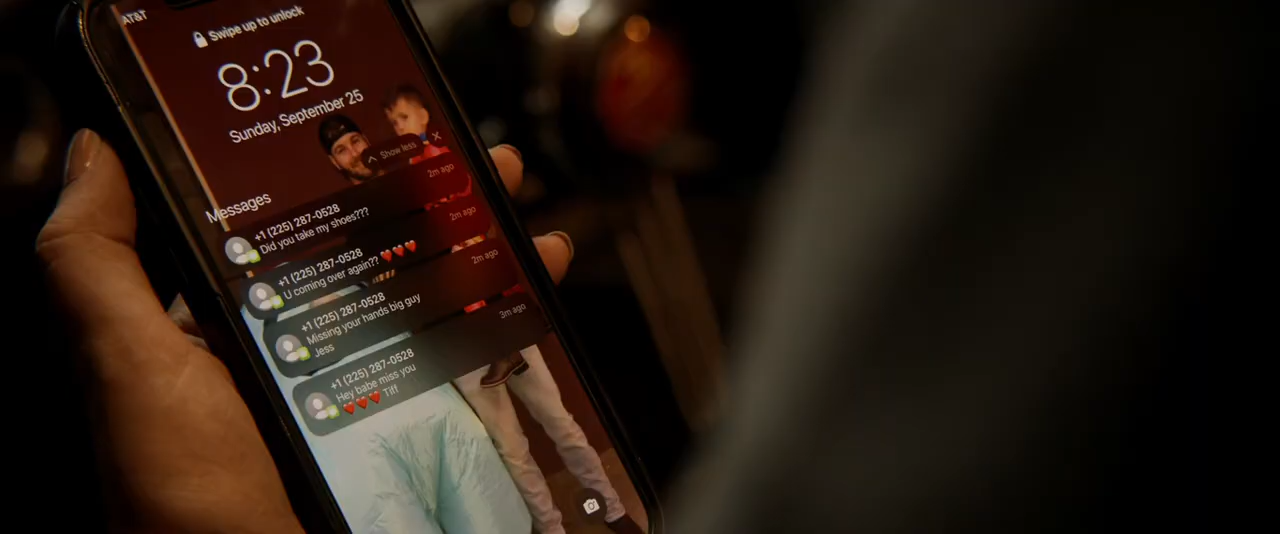 AT&T
Swipe up to unlock
8:23
Sunday, September 25
Show less
Messages
+1 (225) 287-0528
2m ago
Did you take my shoes???
+1 (225) 287-0528
2m ago
U coming over again?? ❤️❤️❤️
+1 (225) 287-0528
2m ago
Missing your hands big guy
Jess
+1 (225) 287-0528
3m ago
Hey babe miss you
❤️❤️❤️ Tiff